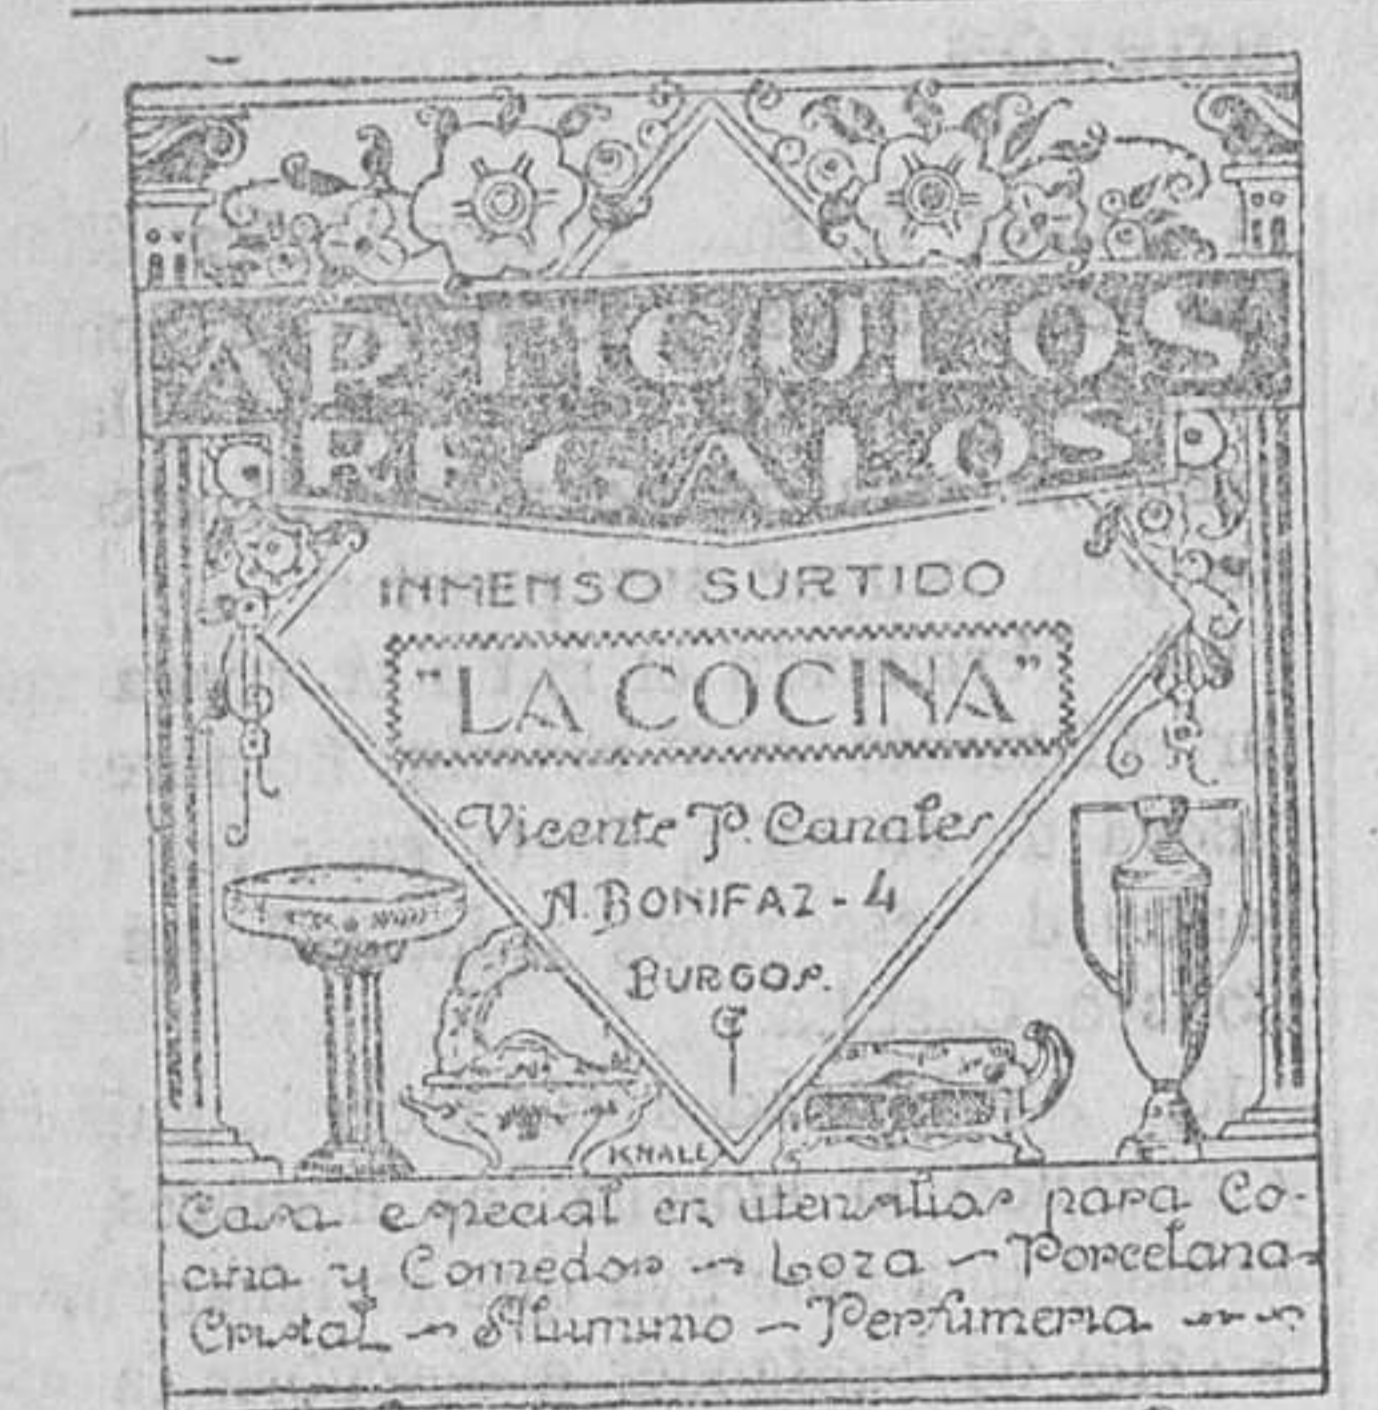 ARTICULOS
PARA
REGALOS
INMENSO SURTIDO
"LA COCINA"
Vicente P. Canales
A. BONIFAZ - 4
BURGOS.
KNALL
Casa especial en utensilios para Co-
cina y Comedor - Loza - Porcelana -
Cristal - Aluminio - Perfumeria